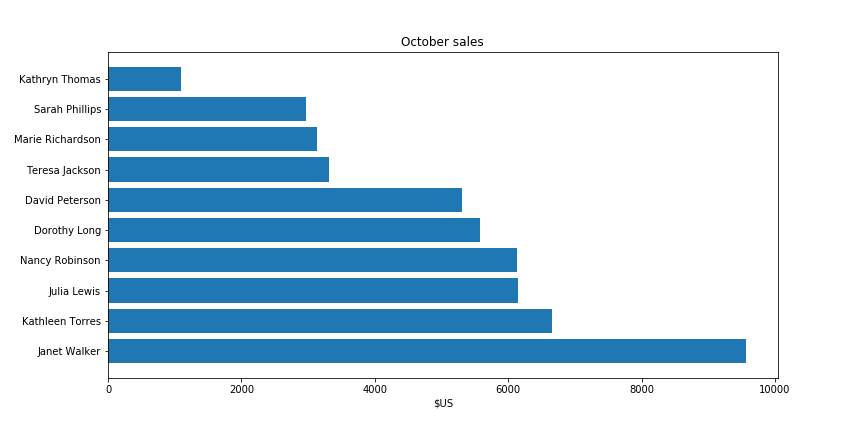 October sales
Kathryn Thomas
Sarah Phillips
Marie Richardson
Teresa Jackson
David Peterson
Dorothy Long
Nancy Robinson
Julia Lewis
Kathleen Torres
Janet Walker
0 2000 4000 6000 8000 10000
$US